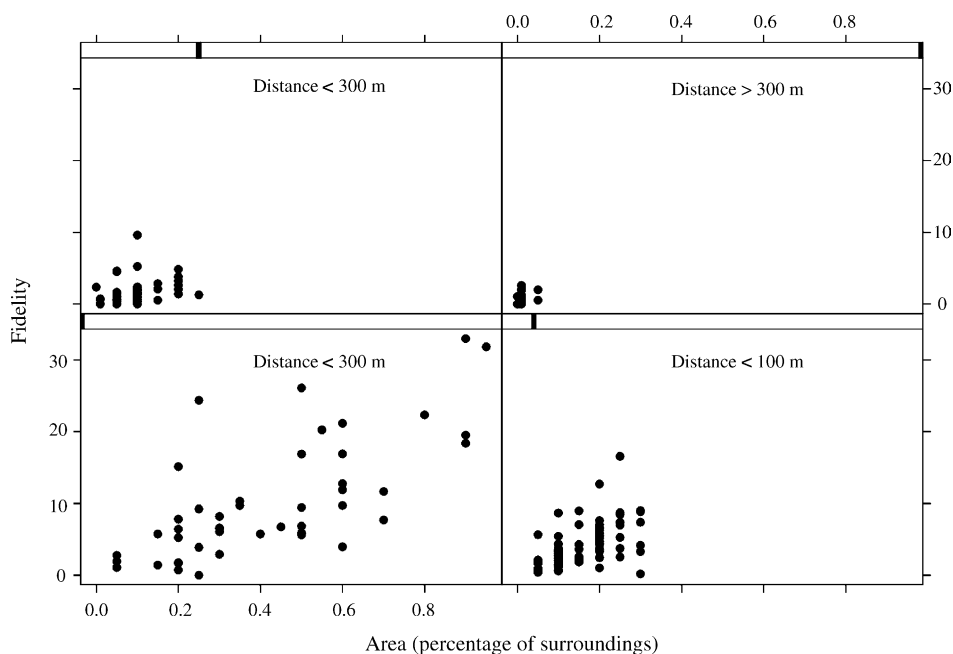 0.0 0.2 0.4 0.6 0.8
Distance < 300 m
Distance > 300 m
30
20
10
0
Fidelity
Distance < 300 m
Distance < 100 m
30
20
10
0
0.0 0.2 0.4 0.6 0.8
Area (percentage of surroundings)